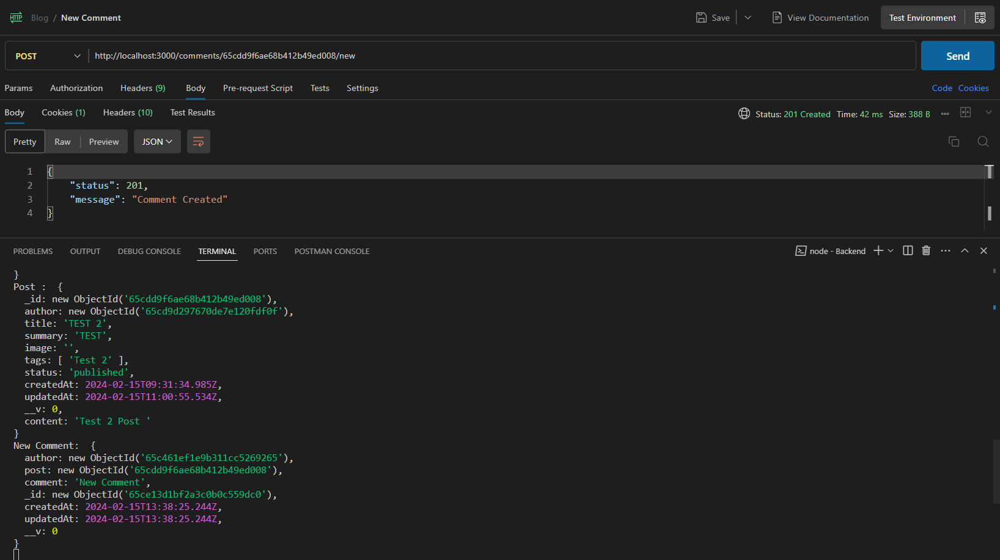 HTTP Blog / New Comment Save View Documentation Test Environment
POST http://localhost:3000/comments/65cdd9f6ae68b412b49ed008/new Send
Params Authorization Headers (9) Body Pre-request Script Tests Settings Code Cookies
Body Cookies (1) Headers (10) Test Results Status: 201 Created Time: 42 ms Size: 388 B
Pretty Raw Preview JSON
1 {
2 "status": 201,
3 "message": "Comment Created"
4 }
PROBLEMS OUTPUT DEBUG CONSOLE TERMINAL PORTS POSTMAN CONSOLE node - Backend
}
Post :  {
  _id: new ObjectId('65cdd9f6ae68b412b49ed008'),
  author: new ObjectId('65cd9d297670de7e120fdf0f'),
  title: 'TEST 2',
  summary: 'TEST',
  image: '',
  tags: [ 'Test 2' ],
  status: 'published',
  createdAt: 2024-02-15T09:31:34.985Z,
  updatedAt: 2024-02-15T11:00:55.534Z,
  __v: 0,
  content: 'Test 2 Post '
}
New Comment:  {
  author: new ObjectId('65c461ef1e9b311cc5269265'),
  post: new ObjectId('65cdd9f6ae68b412b49ed008'),
  comment: 'New Comment',
  _id: new ObjectId('65ce13d1bf2a3c0b0c559dc0'),
  createdAt: 2024-02-15T13:38:25.244Z,
  updatedAt: 2024-02-15T13:38:25.244Z,
  __v: 0
}